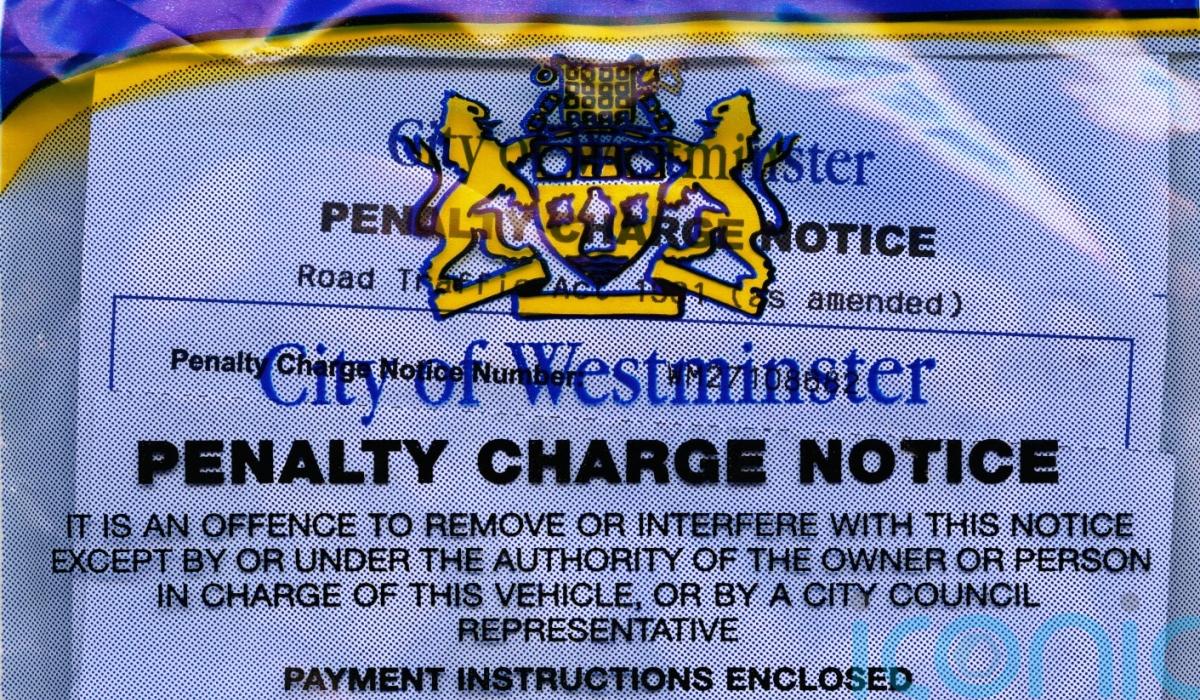 City of Westminster
PENALTY CHARGE NOTICE
Road Traffic Act 1991 (as amended)
Penalty Charge Notice Number:
City of Westminster
PENALTY CHARGE NOTICE
IT IS AN OFFENCE TO REMOVE OR INTERFERE WITH THIS NOTICE
EXCEPT BY OR UNDER THE AUTHORITY OF THE OWNER OR PERSON
IN CHARGE OF THIS VEHICLE, OR BY A CITY COUNCIL
REPRESENTATIVE
PAYMENT INSTRUCTIONS ENCLOSED
iconic